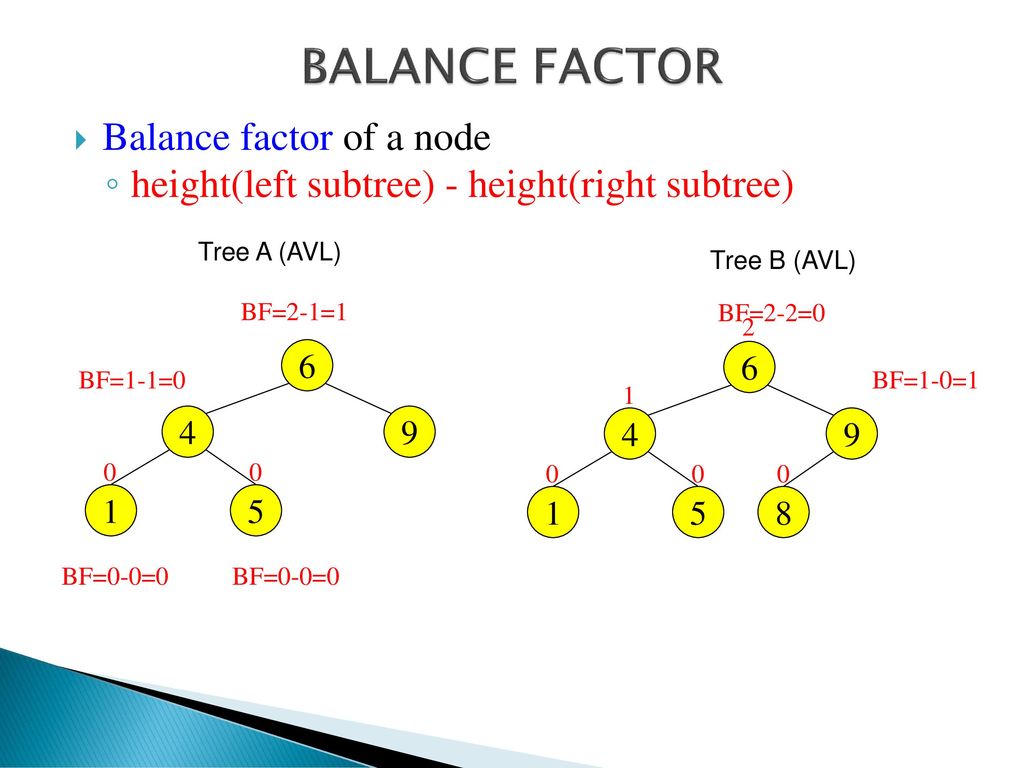 BALANCE FACTOR
Balance factor of a node
height(left subtree) - height(right subtree)
Tree A (AVL)
BF=2-1=1
BF=1-1=0
6
4
9
0
0
1
5
BF=0-0=0
BF=0-0=0
Tree B (AVL)
BF=2-2=0
2
6
BF=1-0=1
1
4
9
0
0
0
1
5
8